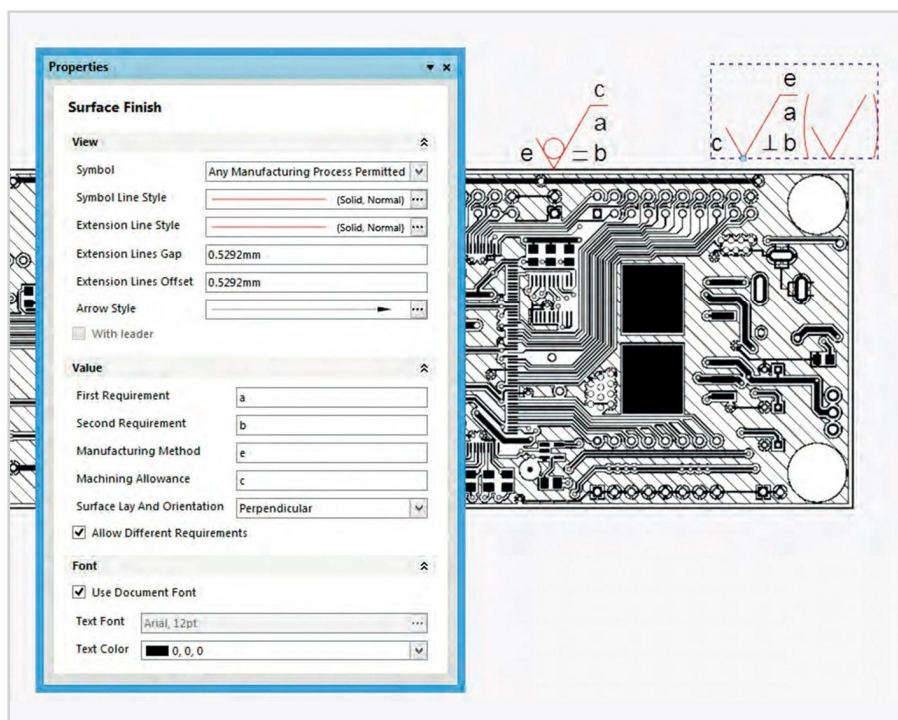 Properties
Surface Finish
View
Symbol Any Manufacturing Process Permitted
Symbol Line Style (Solid, Normal) ...
Extension Line Style (Solid, Normal) ...
Extension Lines Gap 0.5292mm
Extension Lines Offset 0.5292mm
Arrow Style ...
With leader
Value
First Requirement a
Second Requirement b
Manufacturing Method e
Machining Allowance c
Surface Lay And Orientation Perpendicular
Allow Different Requirements
Font
Use Document Font
Text Font Arial, 12pt ...
Text Color 0, 0, 0
c
a
e = b
e
a
c ⊥ b